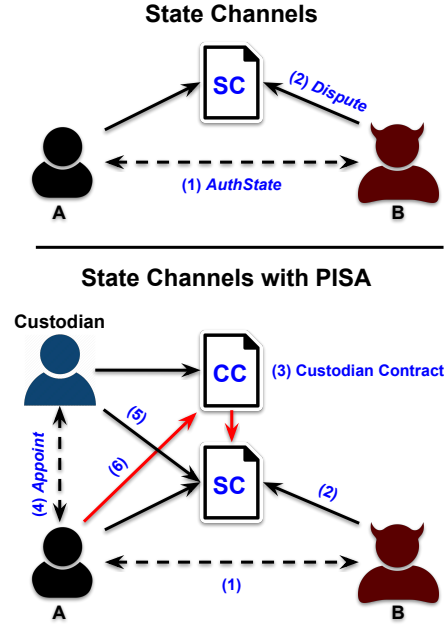 State Channels
SC
(2) Dispute
(1) AuthState
A
B
State Channels with PISA
Custodian
CC
(3) Custodian Contract
(4) Appoint
(5)
(6)
SC
(2)
(1)
A
B